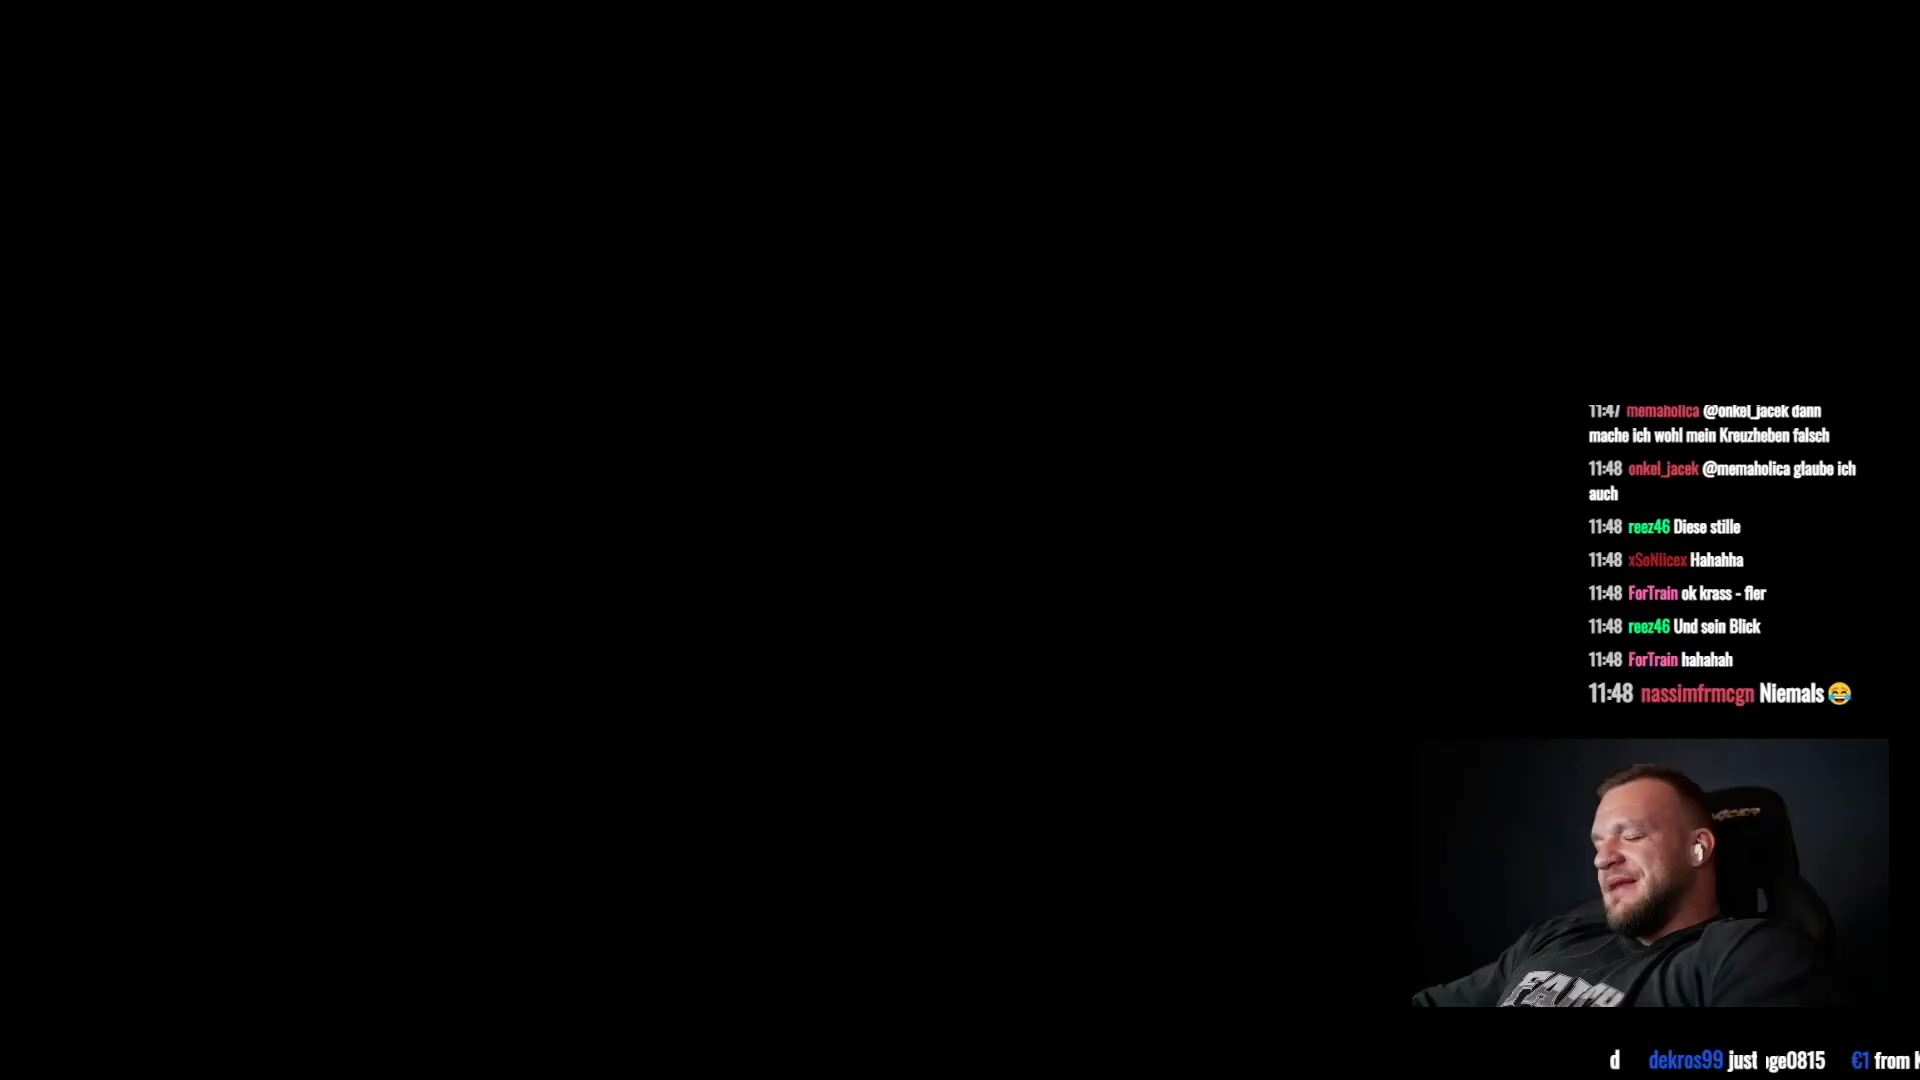 11:47 memaholica @onkel_jacek dann
mache ich wohl mein Kreuzheben falsch
11:48 onkel_jacek @memaholica glaube ich
auch
11:48 reez46 Diese stille
11:48 xSoNiicex Hahahha
11:48 ForTrain ok krass - fler
11:48 reez46 Und sein Blick
11:48 ForTrain hahahah
11:48 nassimfrmcgn Niemals 😂
d dekros99 just ge0815 €1 from